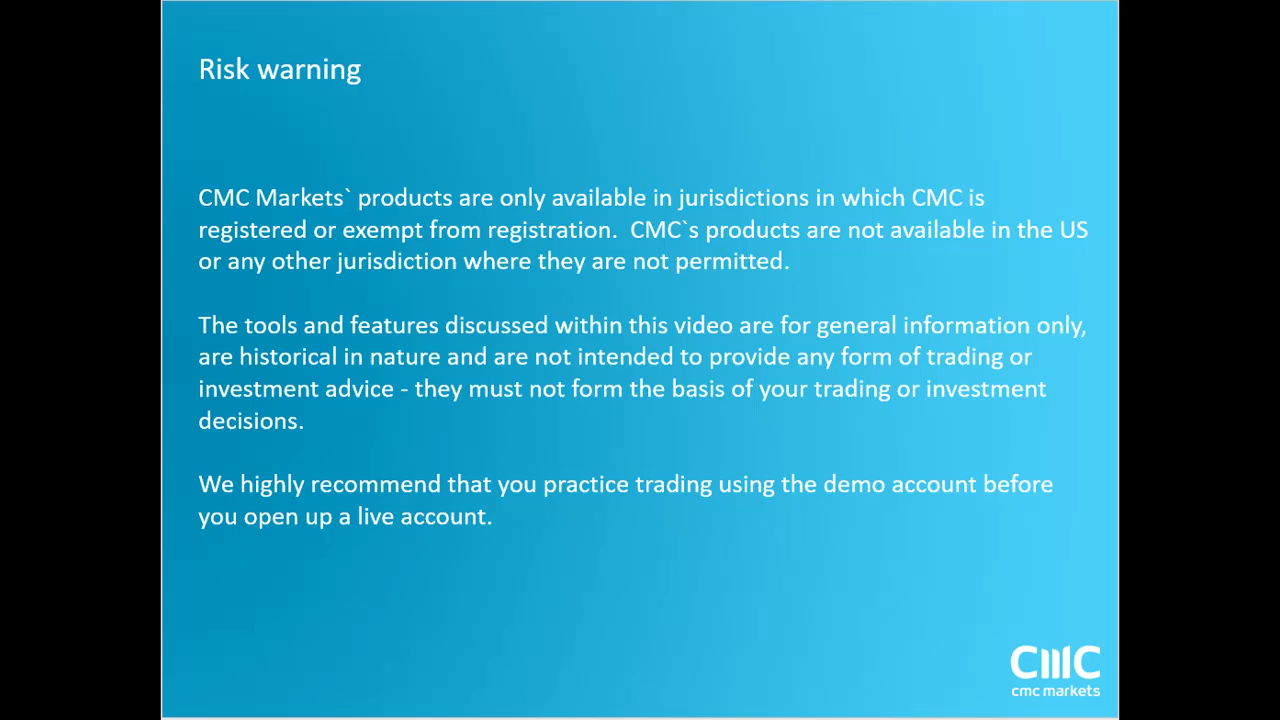 Risk warning
CMC Markets` products are only available in jurisdictions in which CMC is
registered or exempt from registration.  CMC`s products are not available in the US
or any other jurisdiction where they are not permitted.
The tools and features discussed within this video are for general information only,
are historical in nature and are not intended to provide any form of trading or
investment advice - they must not form the basis of your trading or investment
decisions.
We highly recommend that you practice trading using the demo account before
you open up a live account.
CMC
cmc markets